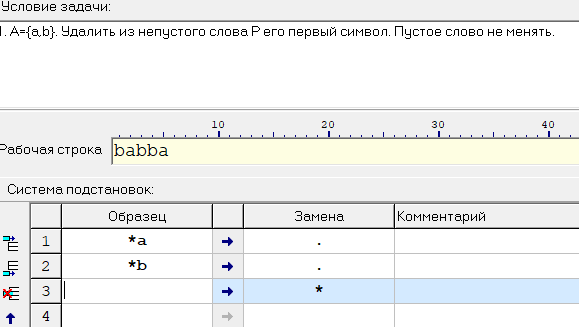 Условие задачи:
1. A={a,b}. Удалить из непустого слова P его первый символ. Пустое слово не менять.
10 20 30 40
Рабочая строка babba
Система подстановок:
Образец Замена Комментарий
1 *a → .
2 *b → .
3 → *
4 →